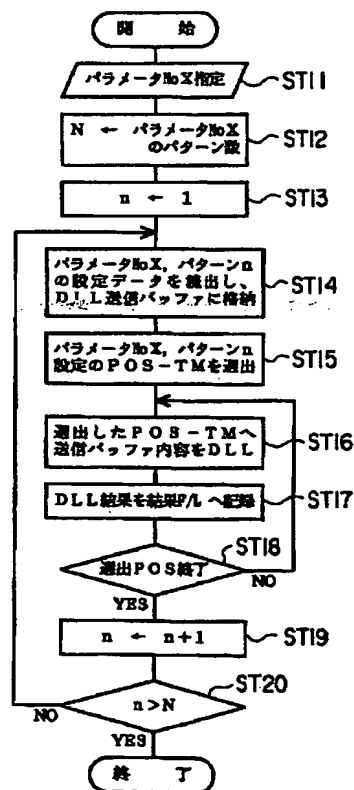 開 始
パラメータNoX指定
ST11
N ← パラメータNoX
のパターン数
ST12
n ← 1
ST13
パラメータNoX, パターンn
の設定データを読出し、
DLL送信バッファに格納
ST14
パラメータNoX, パターンn
設定のPOS-TMを選出
ST15
選出したPOS-TMへ
送信バッファ内容をDLL
ST16
DLL結果を結果F/Lへ記録
ST17
選出POS終了
ST18
NO
YES
n ← n+1
ST19
n>N
ST20
NO
YES
終 了